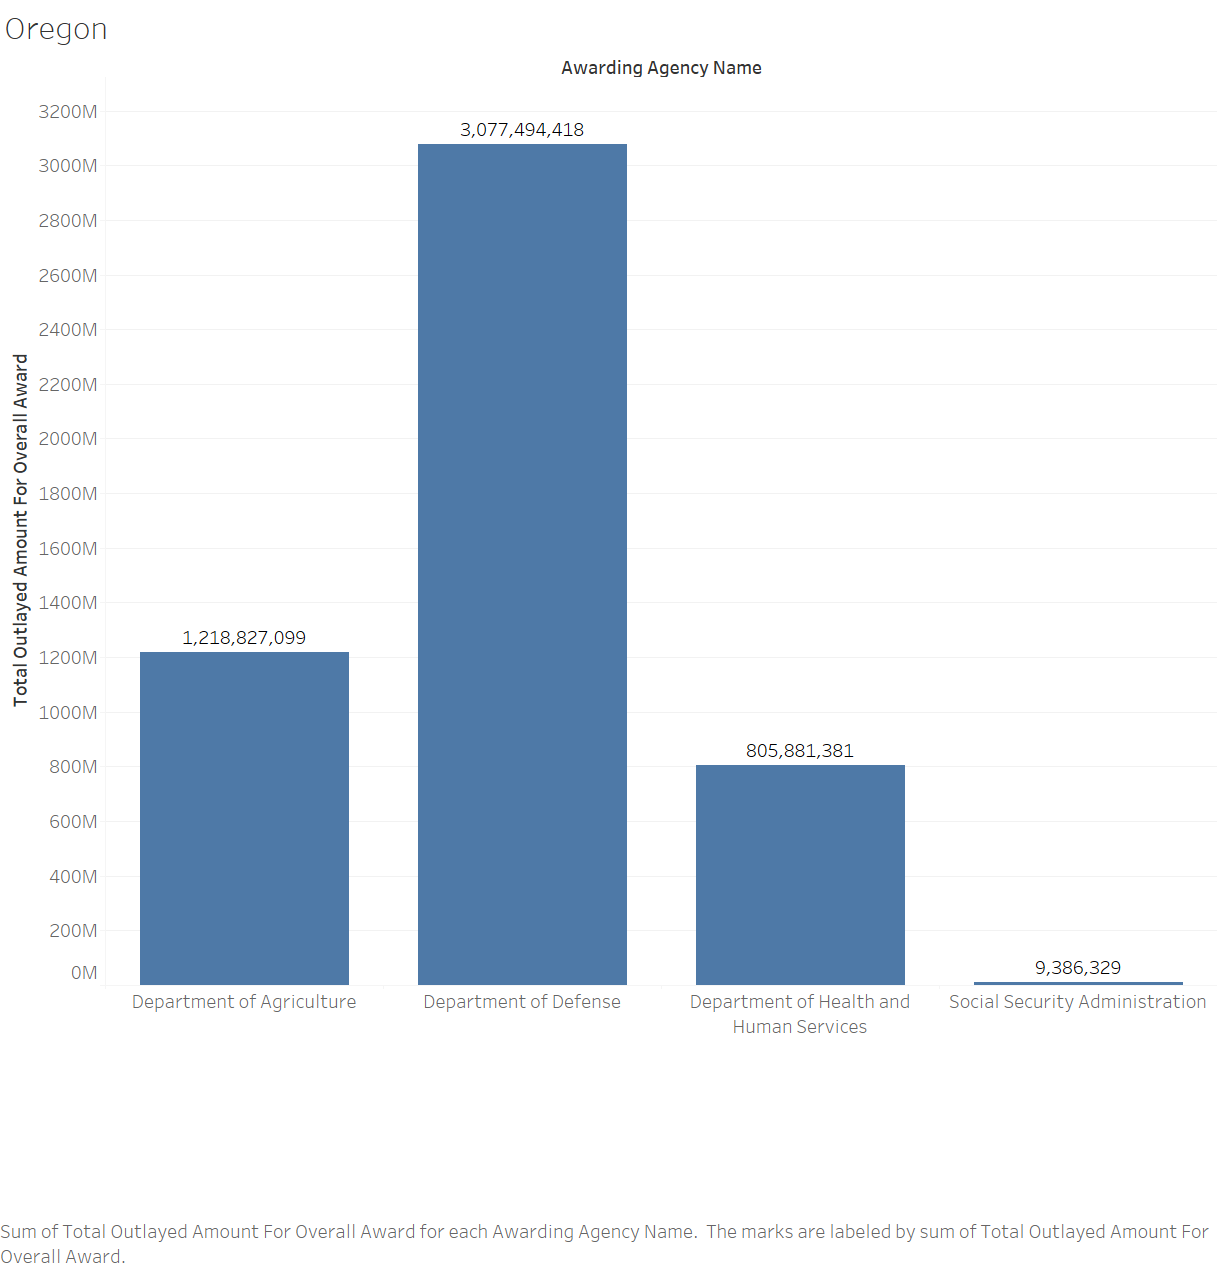 Oregon
Awarding Agency Name
Total Outlayed Amount For Overall Award
3200M
3000M
2800M
2600M
2400M
2200M
2000M
1800M
1600M
1400M
1200M
1000M
800M
600M
400M
200M
0M
1,218,827,099
3,077,494,418
805,881,381
9,386,329
Department of Agriculture
Department of Defense
Department of Health and
Human Services
Social Security Administration
Sum of Total Outlayed Amount For Overall Award for each Awarding Agency Name.  The marks are labeled by sum of Total Outlayed Amount For
Overall Award.